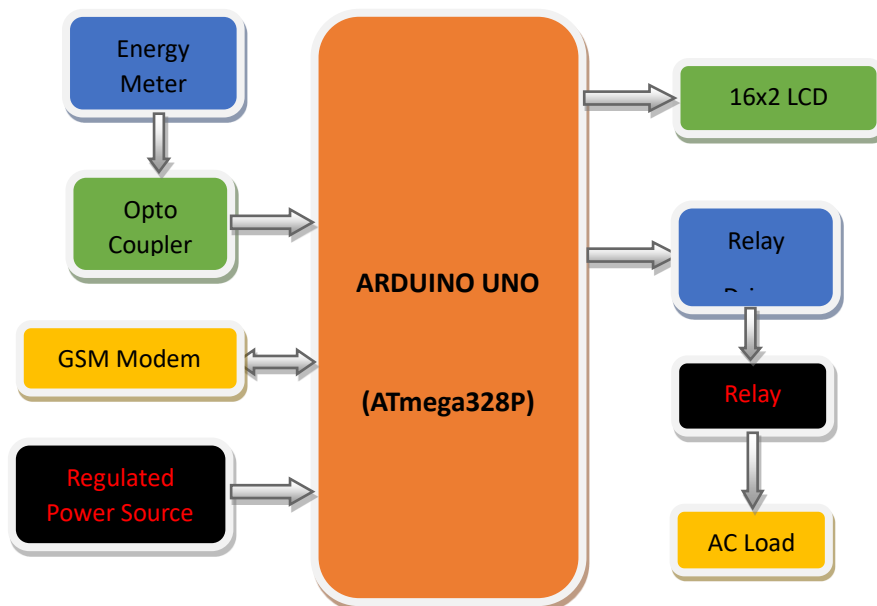 Energy
Meter
Opto
Coupler
GSM Modem
Regulated
Power Source
ARDUINO UNO
(ATmega328P)
16x2 LCD
Relay
Relay
AC Load